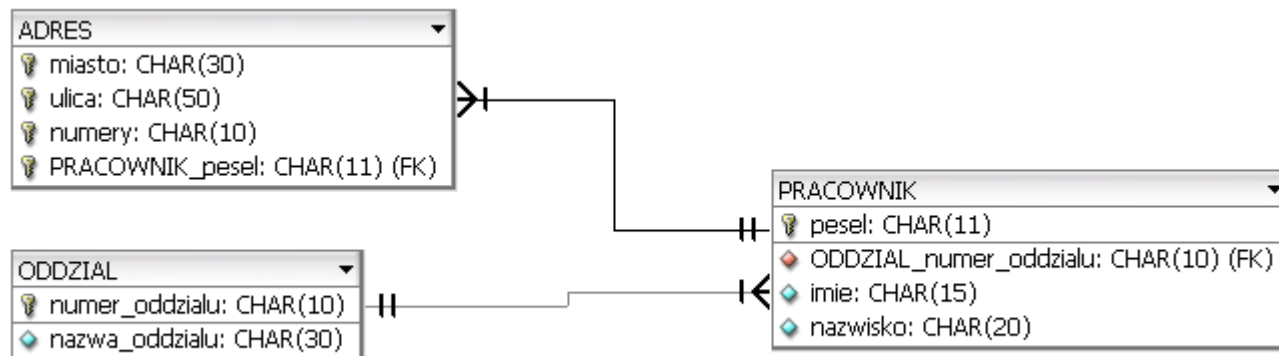 ADRES
miasto: CHAR(30)
ulica: CHAR(50)
numery: CHAR(10)
PRACOWNIK_pesel: CHAR(11) (FK)
PRACOWNIK
pesel: CHAR(11)
ODDZIAL_numer_oddzialu: CHAR(10) (FK)
imie: CHAR(15)
nazwisko: CHAR(20)
ODDZIAL
numer_oddzialu: CHAR(10)
nazwa_oddzialu: CHAR(30)